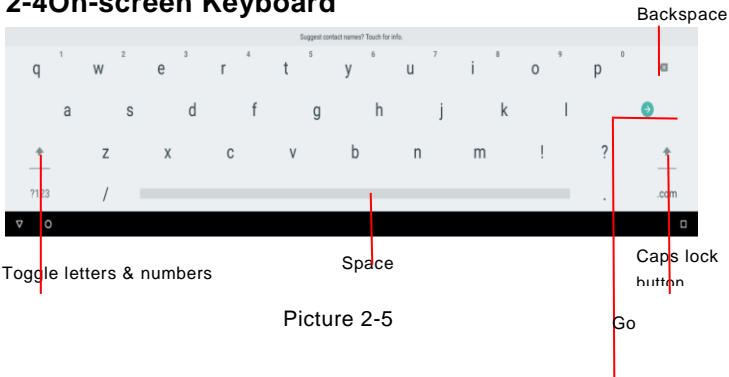 2-4On-screen Keyboard
Backspace
Suggest contact names? Touch for info.
q 1 w 2 e 3 r 4 t 5 y 6 u 7 i 8 o 9 p 0
a s d f g h j k l
z x c v b n m ! ?
?123 / . .com
Toggle letters & numbers
Space
Caps lock
button
Picture 2-5
Go